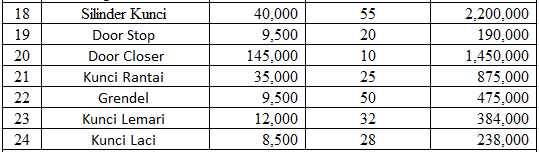 18 Silinder Kunci 40,000 55 2,200,000
19 Door Stop 9,500 20 190,000
20 Door Closer 145,000 10 1,450,000
21 Kunci Rantai 35,000 25 875,000
22 Grendel 9,500 50 475,000
23 Kunci Lemari 12,000 32 384,000
24 Kunci Laci 8,500 28 238,000